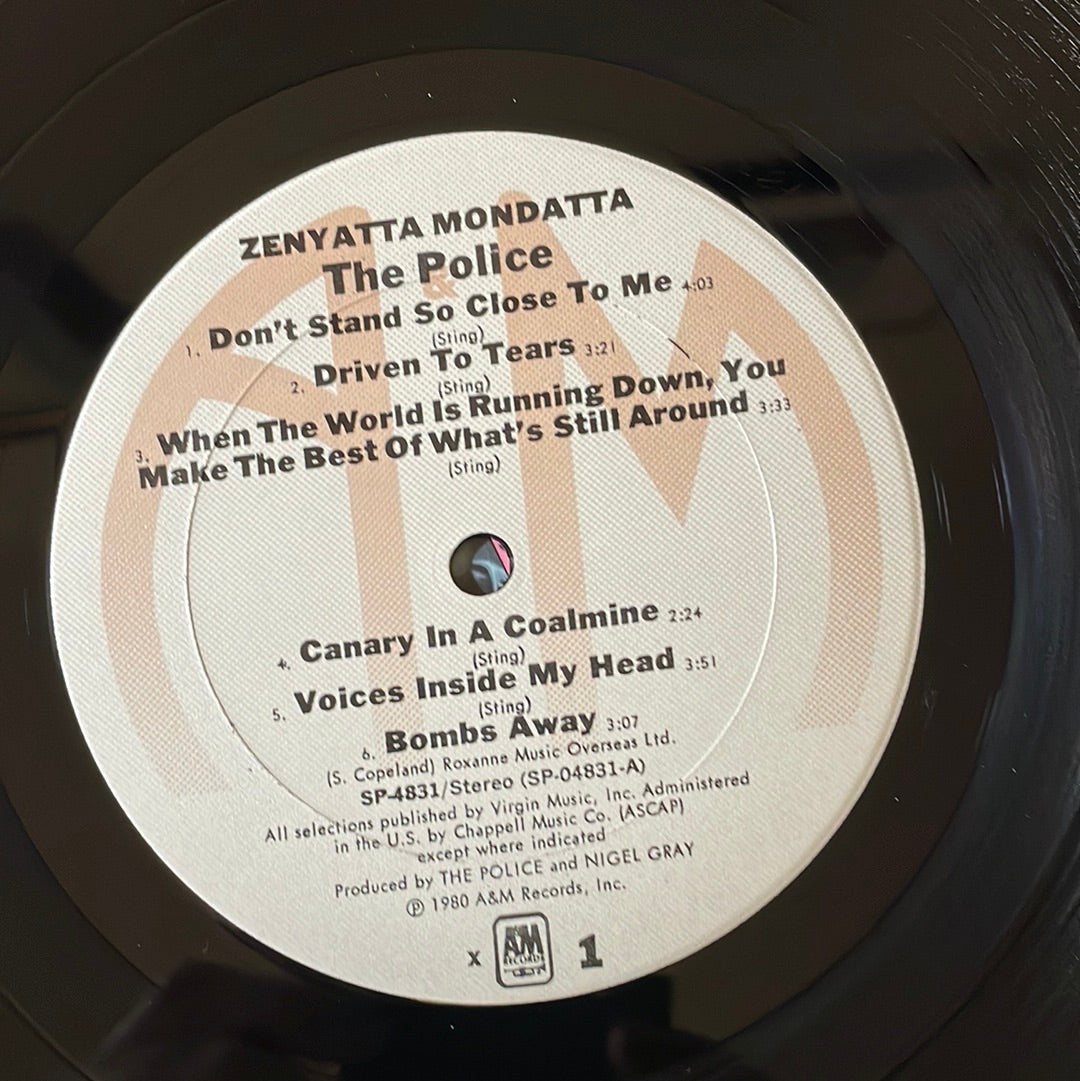 ZENYATTA MONDATTA
The Police
1. Don't Stand So Close To Me 4:03
(Sting)
2. Driven To Tears 3:21
(Sting)
3. When The World Is Running Down, You
Make The Best Of What's Still Around 3:33
(Sting)
4. Canary In A Coalmine 2:24
(Sting)
5. Voices Inside My Head 3:51
(Sting)
6. Bombs Away 3:07
(S. Copeland) Roxanne Music Overseas Ltd.
SP-4831/Stereo (SP-04831-A)
All selections published by Virgin Music, Inc. Administered
in the U.S. by Chappell Music Co. (ASCAP)
except where indicated
Produced by THE POLICE and NIGEL GRAY
℗ 1980 A&M Records, Inc.
X AM RECORDS 1
A&M